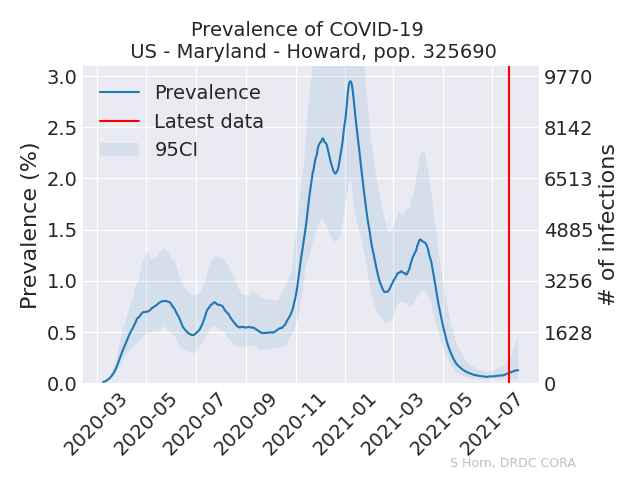 Prevalence of COVID-19
US - Maryland - Howard, pop. 325690
Prevalence (%)
3.0
2.5
2.0
1.5
1.0
0.5
0.0
Prevalence
Latest data
95CI
9770
8142
6513
4885
3256
1628
0
# of infections
2020-03
2020-05
2020-07
2020-09
2020-11
2021-01
2021-03
2021-05
2021-07
S Horn, DRDC CORA